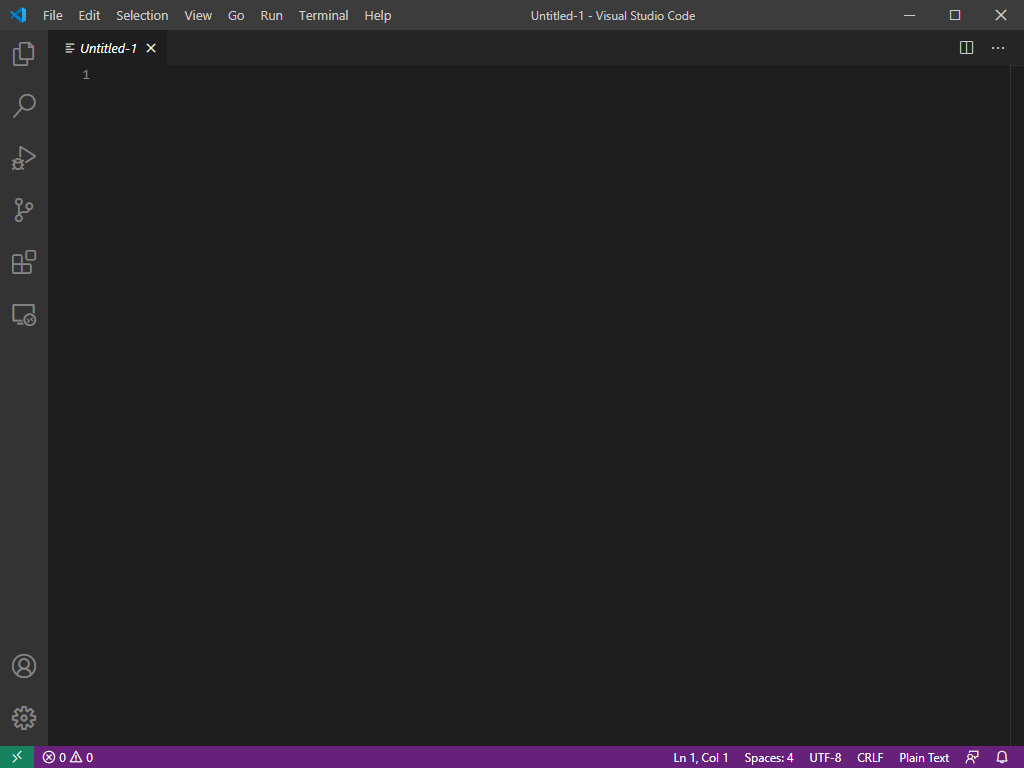 File Edit Selection View Go Run Terminal Help Untitled-1 - Visual Studio Code
Untitled-1
1
0 0 Ln 1, Col 1 Spaces: 4 UTF-8 CRLF Plain Text